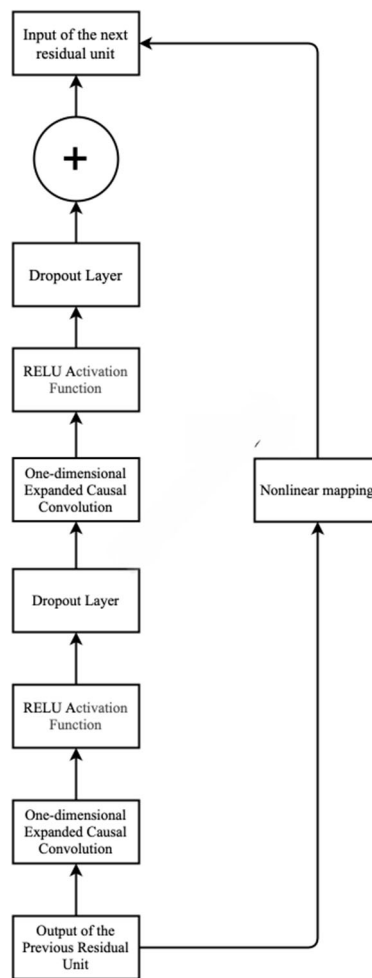 Input of the next
residual unit
+
Dropout Layer
RELU Activation
Function
One-dimensional
Expanded Causal
Convolution
Nonlinear mapping
Dropout Layer
RELU Activation
Function
One-dimensional
Expanded Causal
Convolution
Output of the
Previous Residual
Unit